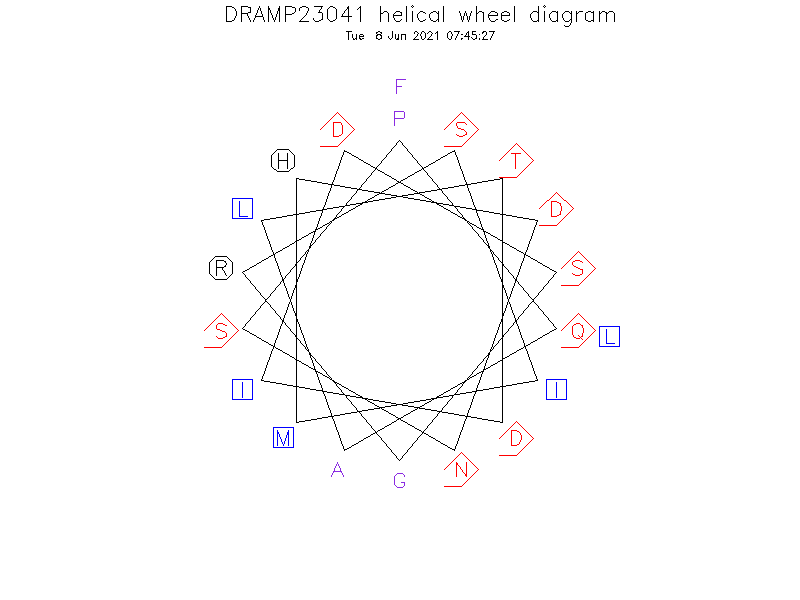 DRAMP23041 helical wheel diagram
Tue 8 Jun 2021 07:45:27
F
P
D S
H T
L D
R S
S Q L
I I
M D
A N
G